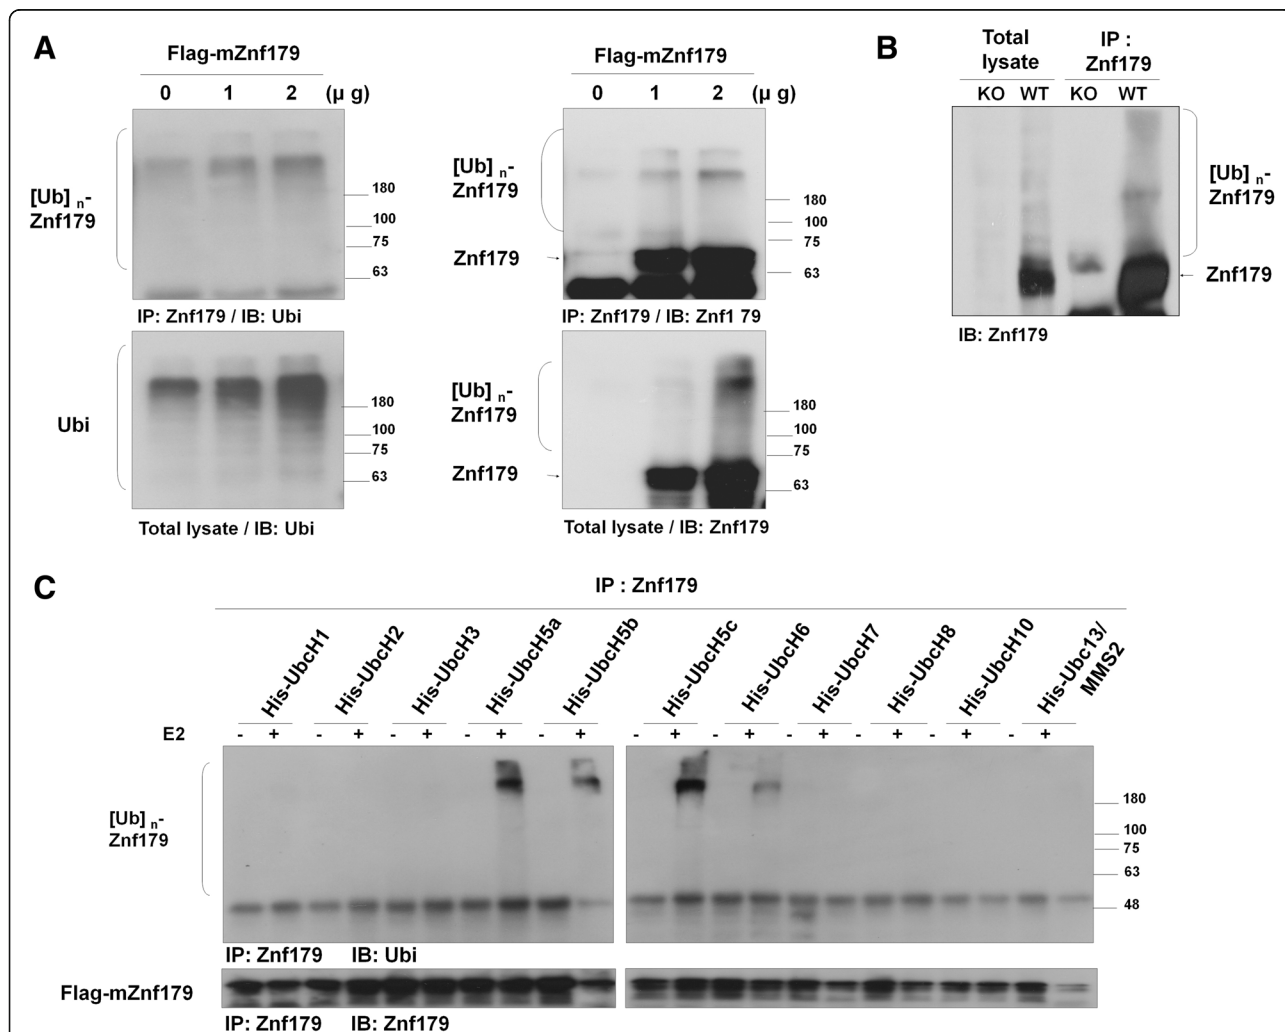 A
Flag-mZnf179
0 1 2 (μ g)
[Ub] n-
Znf179
180
100
75
63
IP: Znf179 / IB: Ubi
Ubi
180
100
75
63
Total lysate / IB: Ubi
Flag-mZnf179
0 1 2 (μ g)
[Ub] n-
Znf179
Znf179
180
100
75
63
IP: Znf179 / IB: Znf1 79
[Ub] n-
Znf179
Znf179
180
100
75
63
Total lysate / IB: Znf179
B
Total
lysate
IP :
Znf179
KO WT KO WT
[Ub] n-
Znf179
Znf179
IB: Znf179
C
IP : Znf179
His-UbcH1
His-UbcH2
His-UbcH3
His-UbcH5a
His-UbcH5b
His-UbcH5c
His-UbcH6
His-UbcH7
His-UbcH8
His-UbcH10
His-Ubc13/
MMS2
E2 - + - + - + - + - + - + - + - + - + - + - +
[Ub] n-
Znf179
180
100
75
63
48
IP: Znf179 IB: Ubi
Flag-mZnf179
IP: Znf179 IB: Znf179